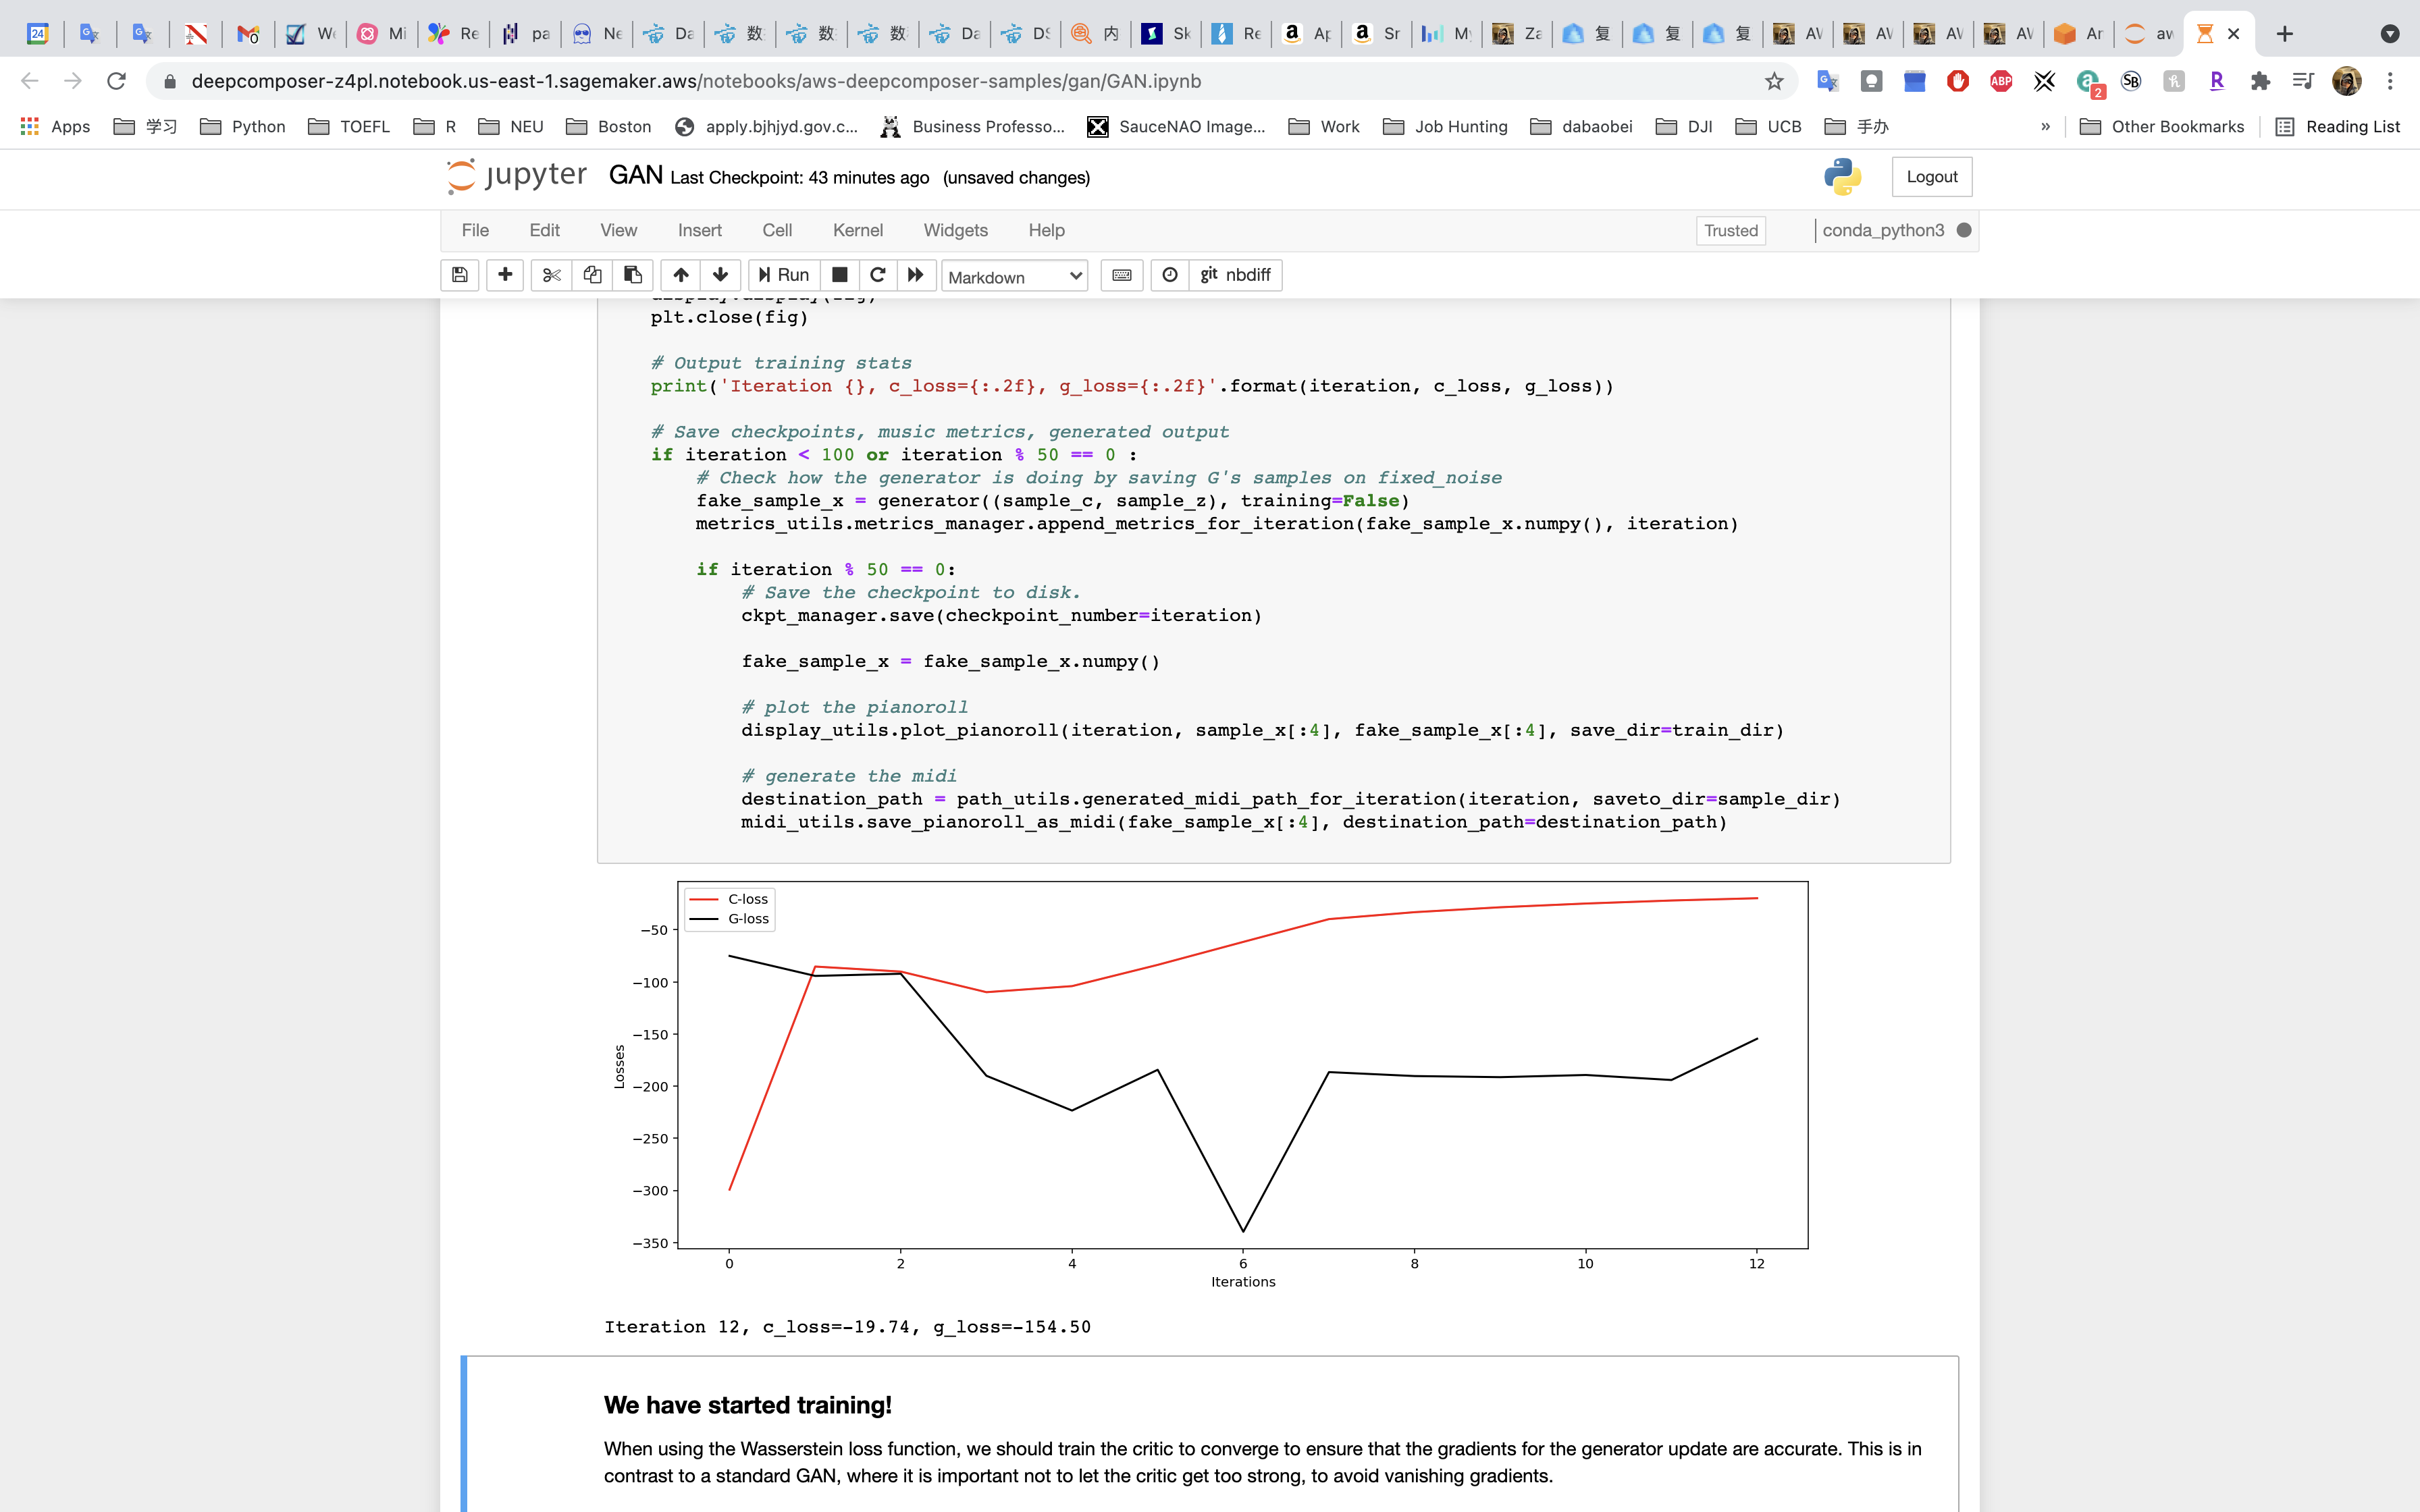 24
We
Mi
Re
pa
Ne
Da
数
数
数
Da
DS
内
Sk
Re
Ap
Sr
My
Za
复
复
复
AV
AV
AV
AV
Ar
aw
deepcomposer-z4pl.notebook.us-east-1.sagemaker.aws/notebooks/aws-deepcomposer-samples/gan/GAN.ipynb
ABP
2
SB
R
Apps
学习
Python
TOEFL
R
NEU
Boston
apply.bjhjyd.gov.c...
Business Professo...
SauceNAO Image...
Work
Job Hunting
dabaobei
DJI
UCB
手办
»
Other Bookmarks
Reading List
jupyter GAN Last Checkpoint: 43 minutes ago (unsaved changes)
Logout
File Edit View Insert Cell Kernel Widgets Help
Trusted
conda_python3
Run
Markdown
git nbdiff
display.display(fig)
plt.close(fig)
# Output training stats
print('Iteration {}, c_loss={:.2f}, g_loss={:.2f}'.format(iteration, c_loss, g_loss))
# Save checkpoints, music metrics, generated output
if iteration < 100 or iteration % 50 == 0 :
# Check how the generator is doing by saving G's samples on fixed_noise
fake_sample_x = generator((sample_c, sample_z), training=False)
metrics_utils.metrics_manager.append_metrics_for_iteration(fake_sample_x.numpy(), iteration)
if iteration % 50 == 0:
# Save the checkpoint to disk.
ckpt_manager.save(checkpoint_number=iteration)
fake_sample_x = fake_sample_x.numpy()
# plot the pianoroll
display_utils.plot_pianoroll(iteration, sample_x[:4], fake_sample_x[:4], save_dir=train_dir)
# generate the midi
destination_path = path_utils.generated_midi_path_for_iteration(iteration, saveto_dir=sample_dir)
midi_utils.save_pianoroll_as_midi(fake_sample_x[:4], destination_path=destination_path)
C-loss
G-loss
−50
−100
−150
−200
−250
−300
−350
Losses
0 2 4 6 8 10 12
Iterations
Iteration 12, c_loss=-19.74, g_loss=-154.50
We have started training!
When using the Wasserstein loss function, we should train the critic to converge to ensure that the gradients for the generator update are accurate. This is in
contrast to a standard GAN, where it is important not to let the critic get too strong, to avoid vanishing gradients.